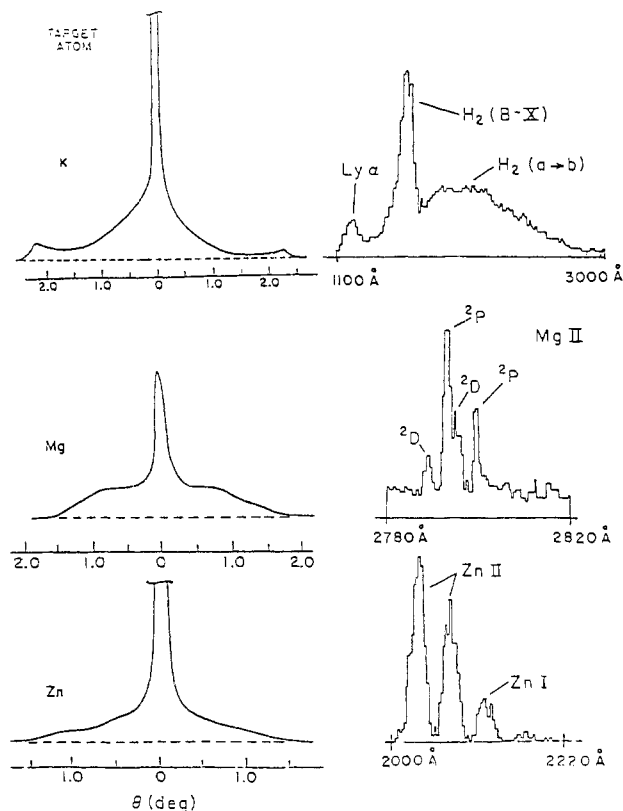 TARGET
ATOM
K
2.0 1.0 0 1.0 2.0
H₂ (B-X)
Ly α
H₂ (a→b)
1100 Å 3000 Å
Mg
2.0 1.0 0 1.0 2.0
Mg II
²P
²D
²P
²D
2780 Å 2820 Å
Zn
1.0 0 1.0
θ (deg)
Zn II
Zn I
2000 Å 2220 Å